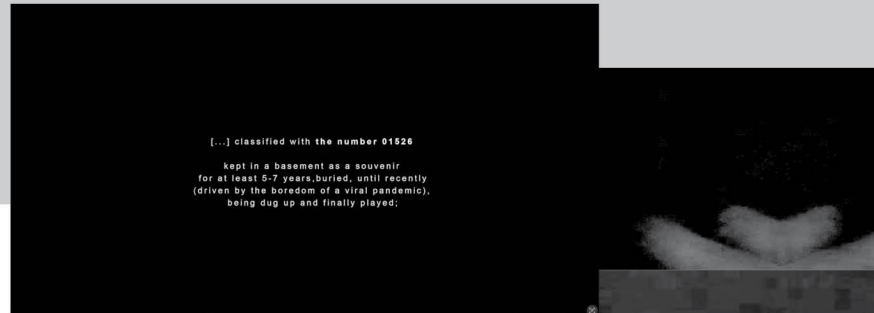 [...] classified with the number 01526
kept in a basement as a souvenir
for at least 5-7 years,buried, until recently
(driven by the boredom of a viral pandemic),
being dug up and finally played;